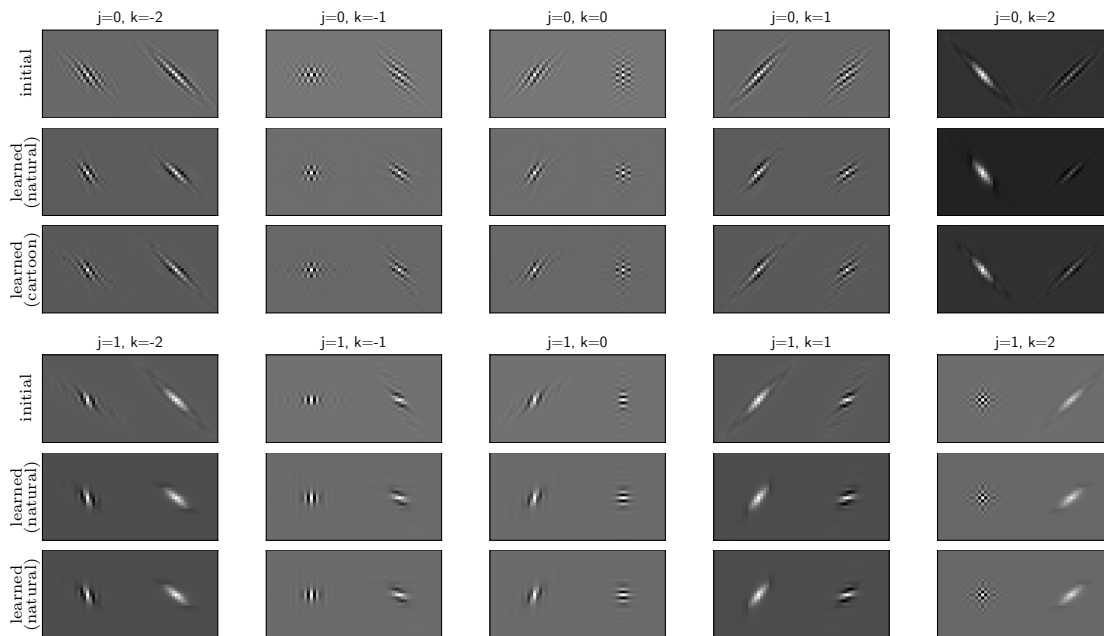 j=0, k=-2
j=0, k=-1
j=0, k=0
j=0, k=1
j=0, k=2
initial
learned
(natural)
learned
(cartoon)
j=1, k=-2
j=1, k=-1
j=1, k=0
j=1, k=1
j=1, k=2
initial
learned
(natural)
learned
(natural)